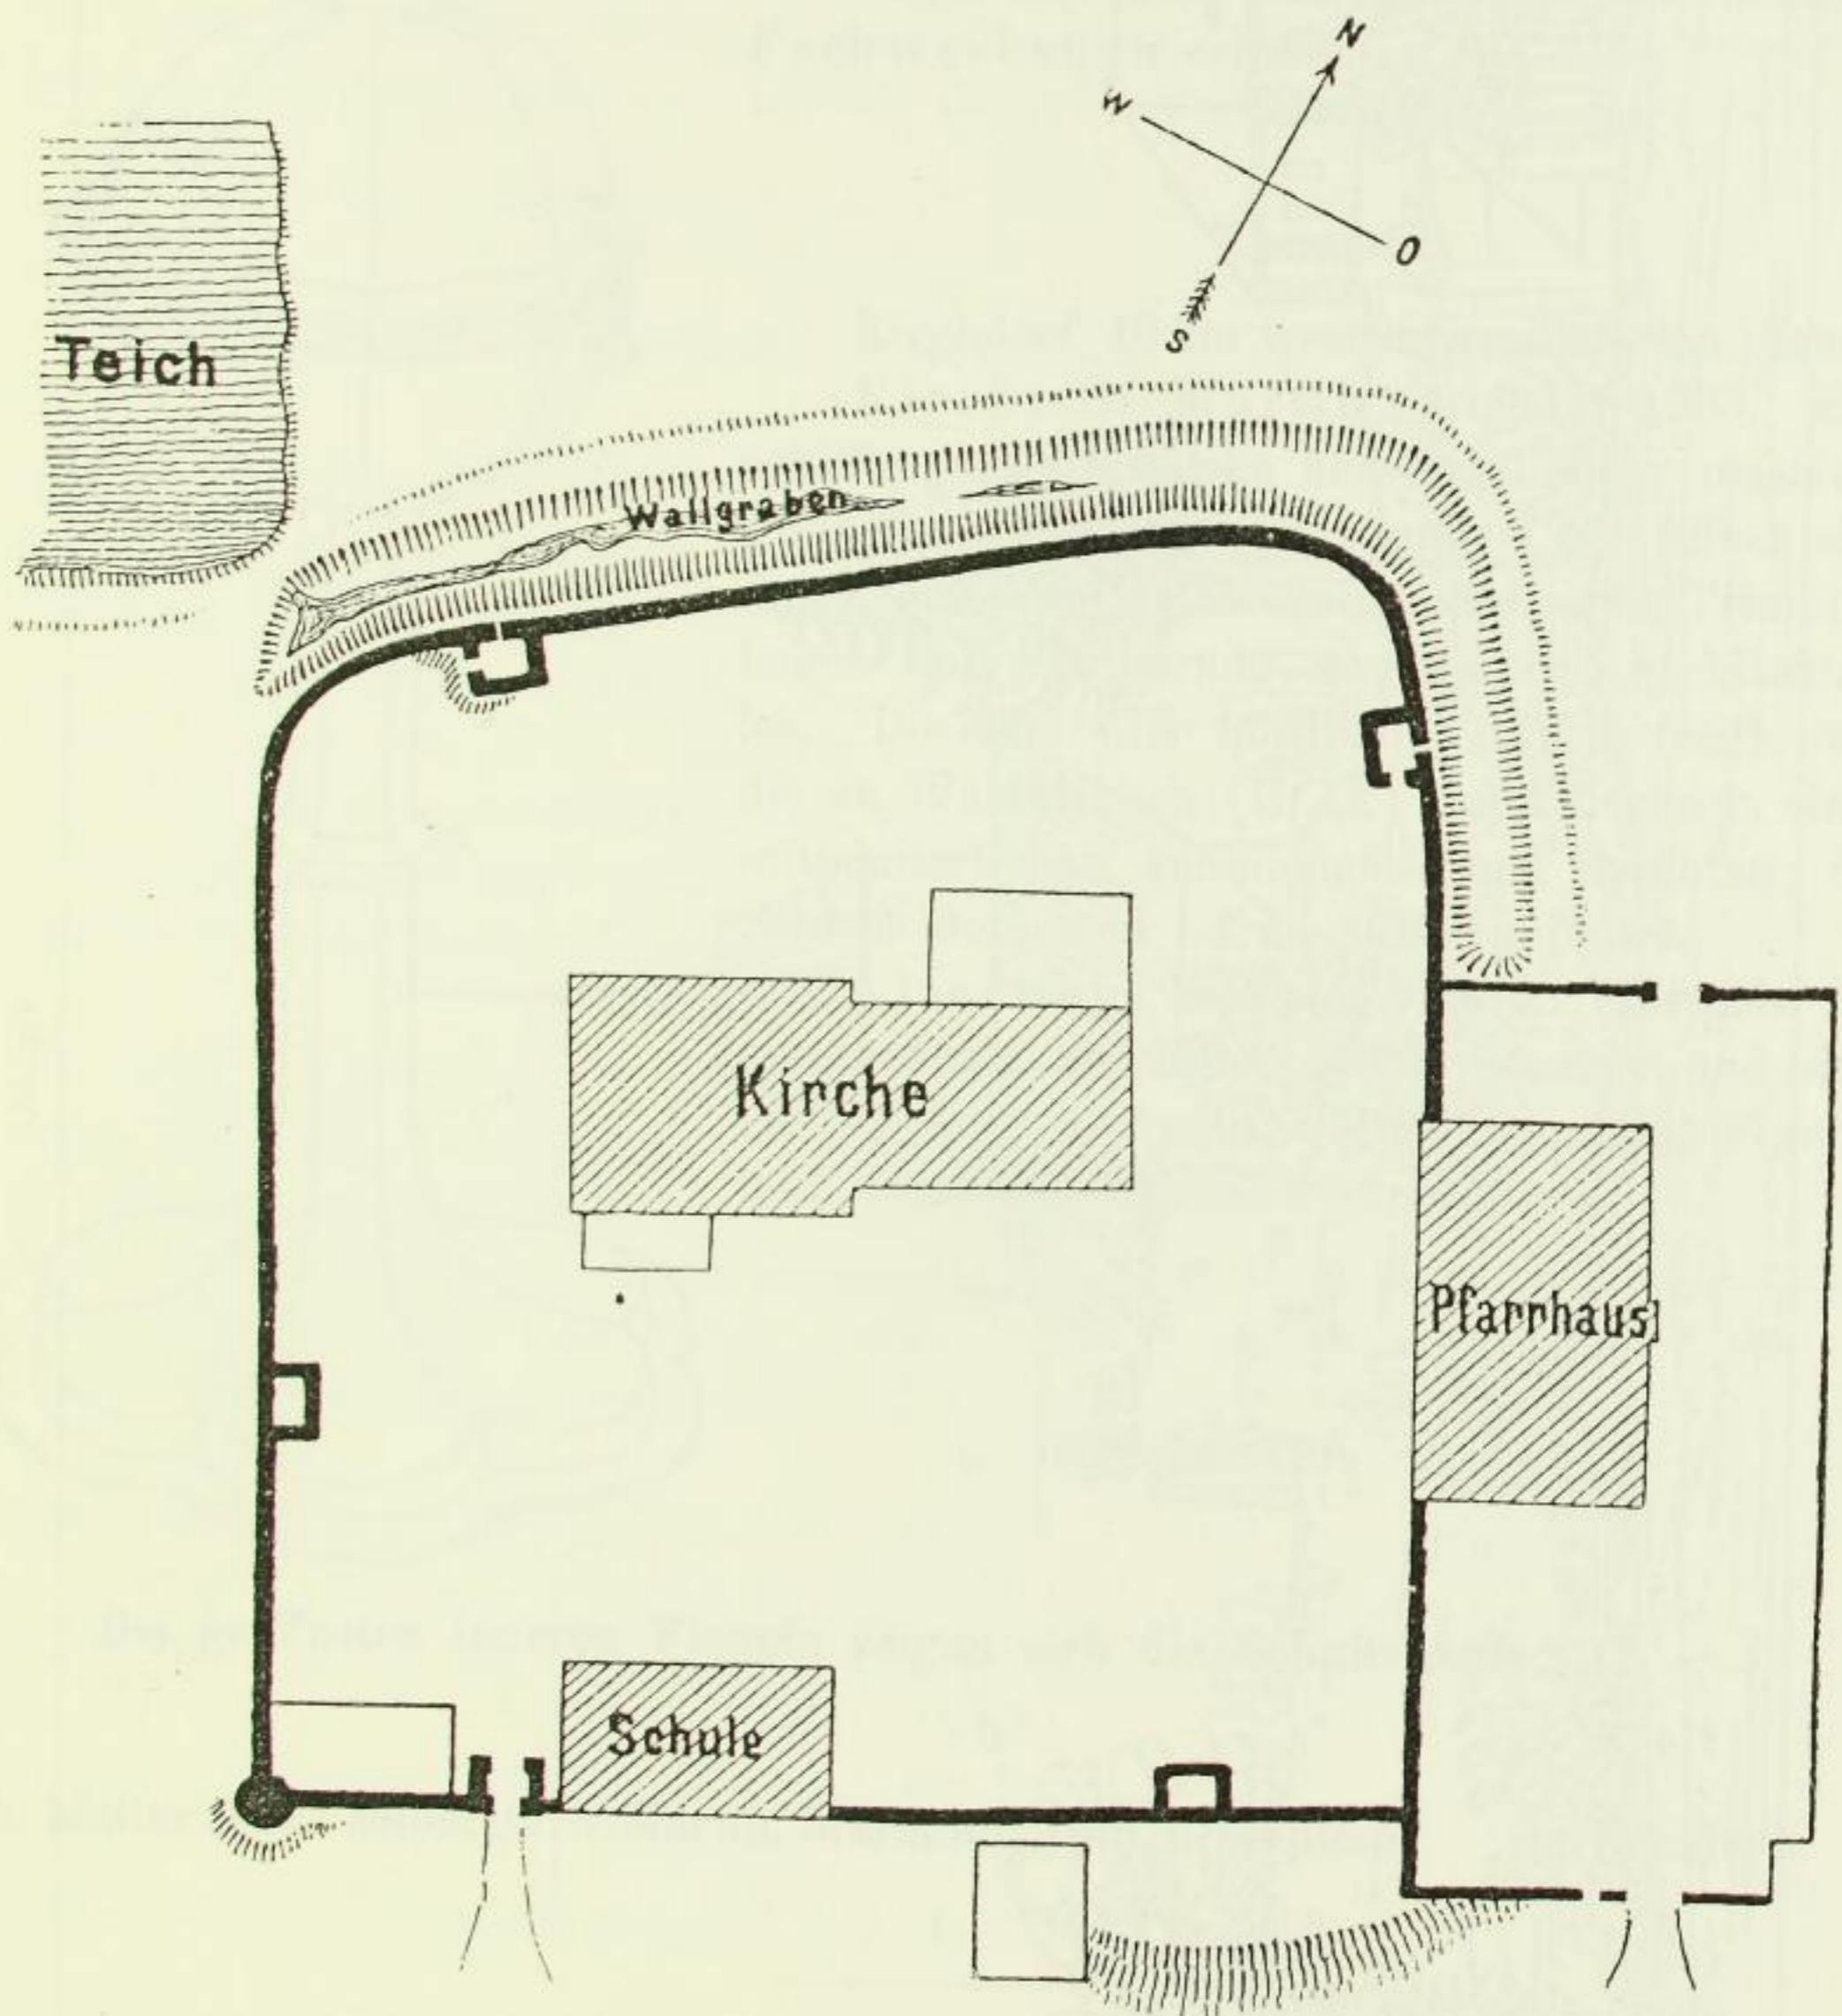 N
W
O
S
Teich
Wallgraben
Kirche
Pfarrhaus
Schule